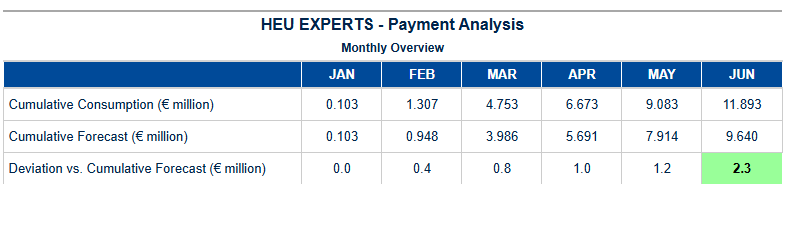 HEU EXPERTS - Payment Analysis
Monthly Overview
JAN FEB MAR APR MAY JUN
Cumulative Consumption (€ million) 0.103 1.307 4.753 6.673 9.083 11.893
Cumulative Forecast (€ million) 0.103 0.948 3.986 5.691 7.914 9.640
Deviation vs. Cumulative Forecast (€ million) 0.0 0.4 0.8 1.0 1.2 2.3